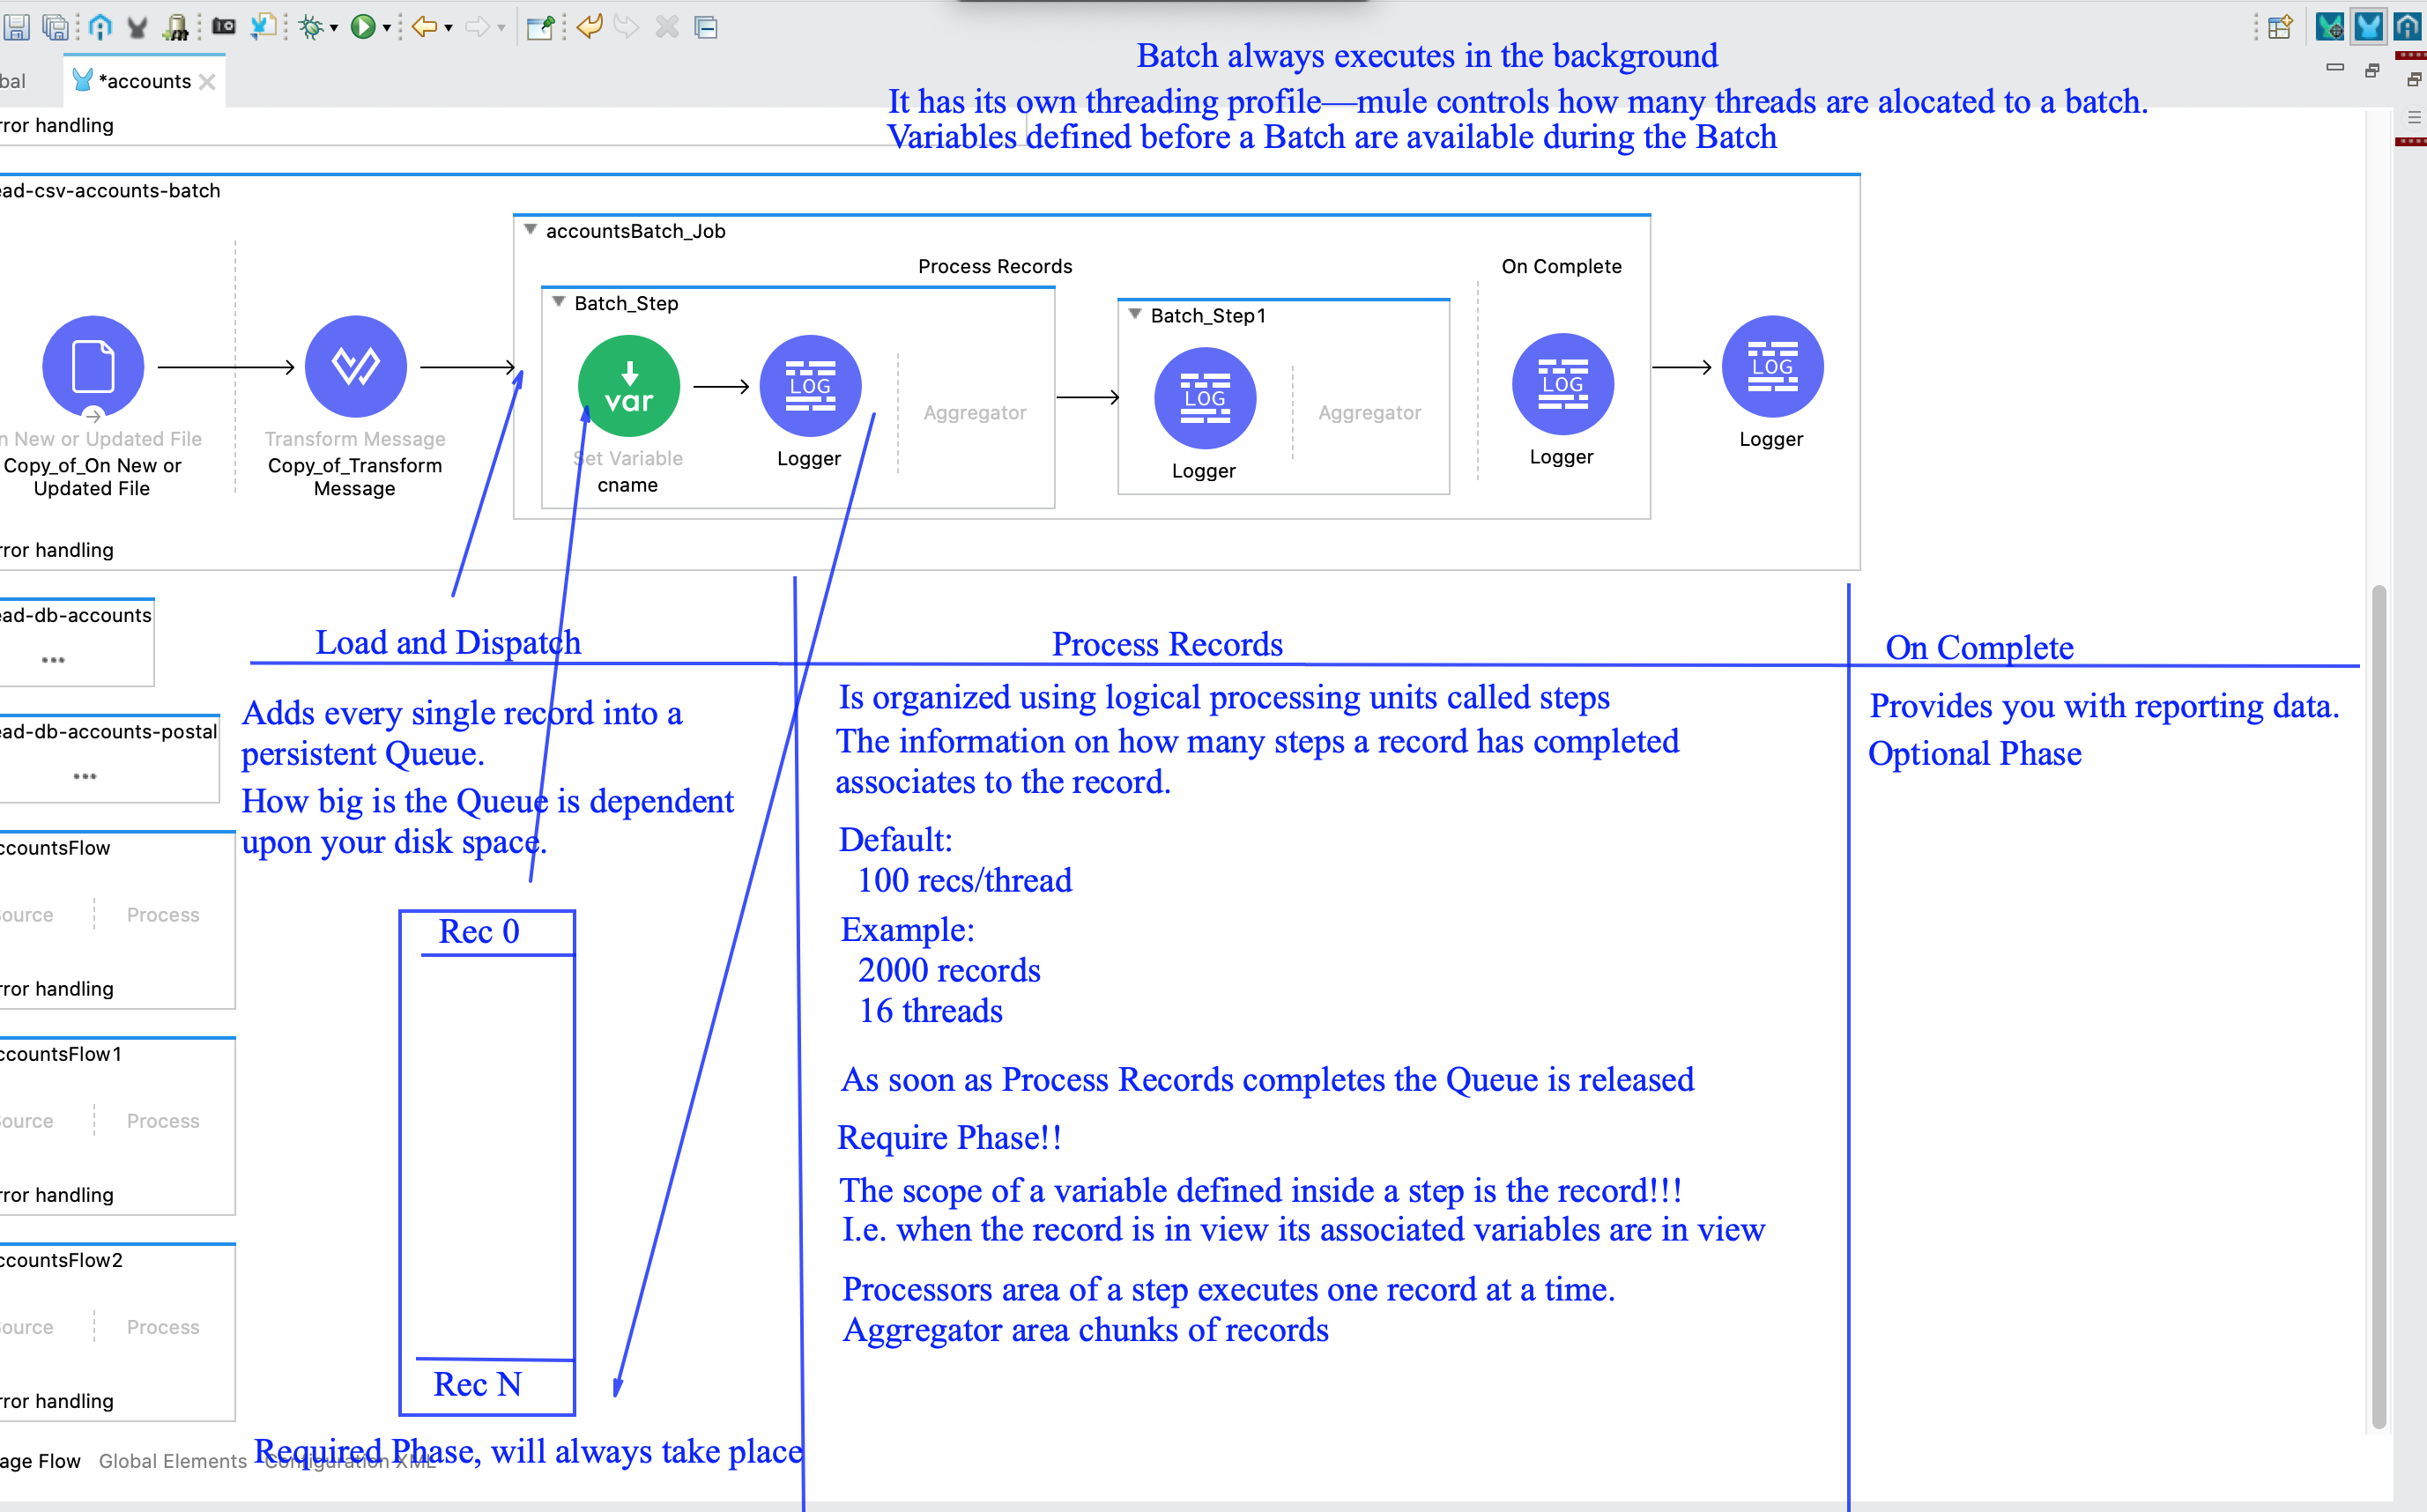 Batch always executes in the background
bal
*accounts
It has its own threading profile—mule controls how many threads are alocated to a batch.
Variables defined before a Batch are available during the Batch
rror handling
ead-csv-accounts-batch
accountsBatch_Job
Process Records
On Complete
Batch_Step
Batch_Step1
var
LOG
LOG
LOG
LOG
Aggregator
Aggregator
n New or Updated File
Copy_of_On New or
Updated File
Transform Message
Copy_of_Transform
Message
Set Variable
cname
Logger
Logger
Logger
Logger
rror handling
ead-db-accounts
ead-db-accounts-postal
ccountsFlow
ource
Process
rror handling
ccountsFlow1
ource
Process
rror handling
ccountsFlow2
ource
Process
rror handling
Load and Dispatch
Adds every single record into a
persistent Queue.
How big is the Queue is dependent
upon your disk space.
Rec 0
Rec N
Required Phase, will always take place
Process Records
Is organized using logical processing units called steps
The information on how many steps a record has completed
associates to the record.
Default:
100 recs/thread
Example:
2000 records
16 threads
As soon as Process Records completes the Queue is released
Require Phase!!
The scope of a variable defined inside a step is the record!!!
I.e. when the record is in view its associated variables are in view
Processors area of a step executes one record at a time.
Aggregator area chunks of records
On Complete
Provides you with reporting data.
Optional Phase
age Flow
Global Elements
Configuration XML